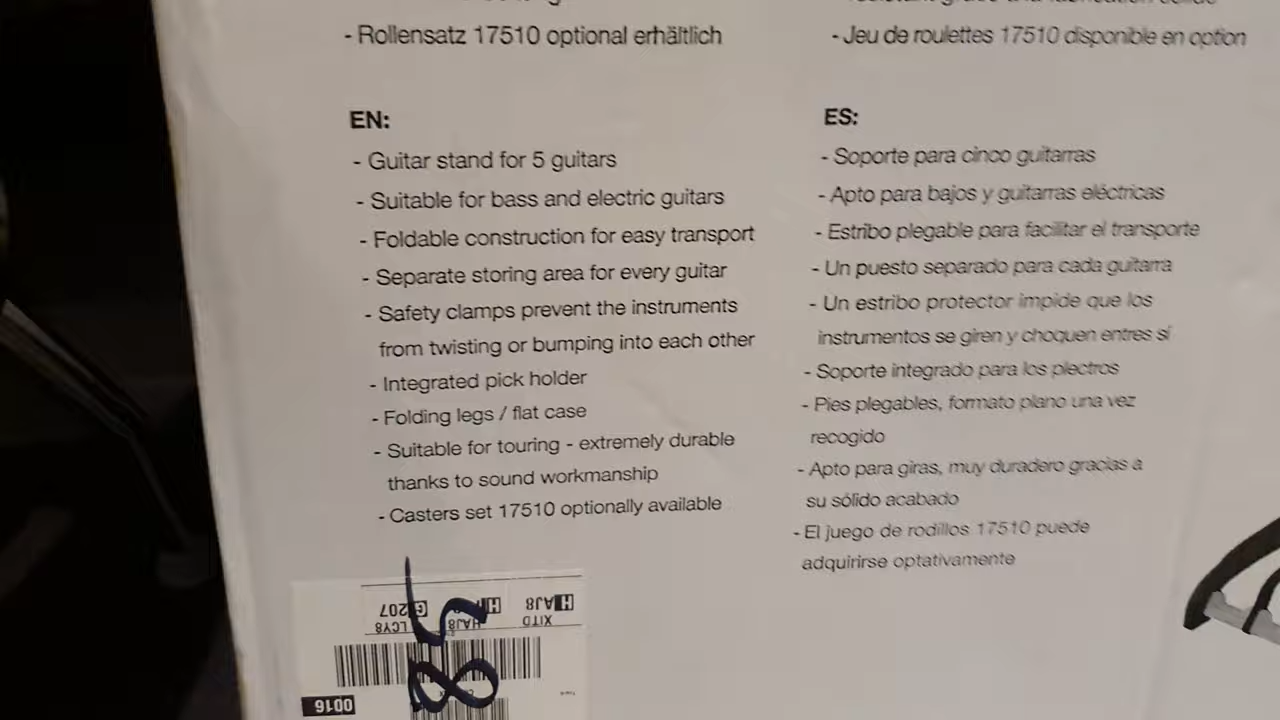 - Rollensatz 17510 optional erhältlich
- Jeu de roulettes 17510 disponible en option
EN:
- Guitar stand for 5 guitars
- Suitable for bass and electric guitars
- Foldable construction for easy transport
- Separate storing area for every guitar
- Safety clamps prevent the instruments
from twisting or bumping into each other
- Integrated pick holder
- Folding legs / flat case
- Suitable for touring - extremely durable
thanks to sound workmanship
- Casters set 17510 optionally available
ES:
- Soporte para cinco guitarras
- Apto para bajos y guitarras eléctricas
- Estribo plegable para facilitar el transporte
- Un puesto separado para cada guitarra
- Un estribo protector impide que los
instrumentos se giren y choquen entres sí
- Soporte integrado para los plectros
- Pies plegables, formato plano una vez
recogido
- Apto para giras, muy duradero gracias a
su sólido acabado
- El juego de rodillos 17510 puede
adquirirse optativamente
0016
LCY8
HAJ8
XITD
G 207
H AJ8